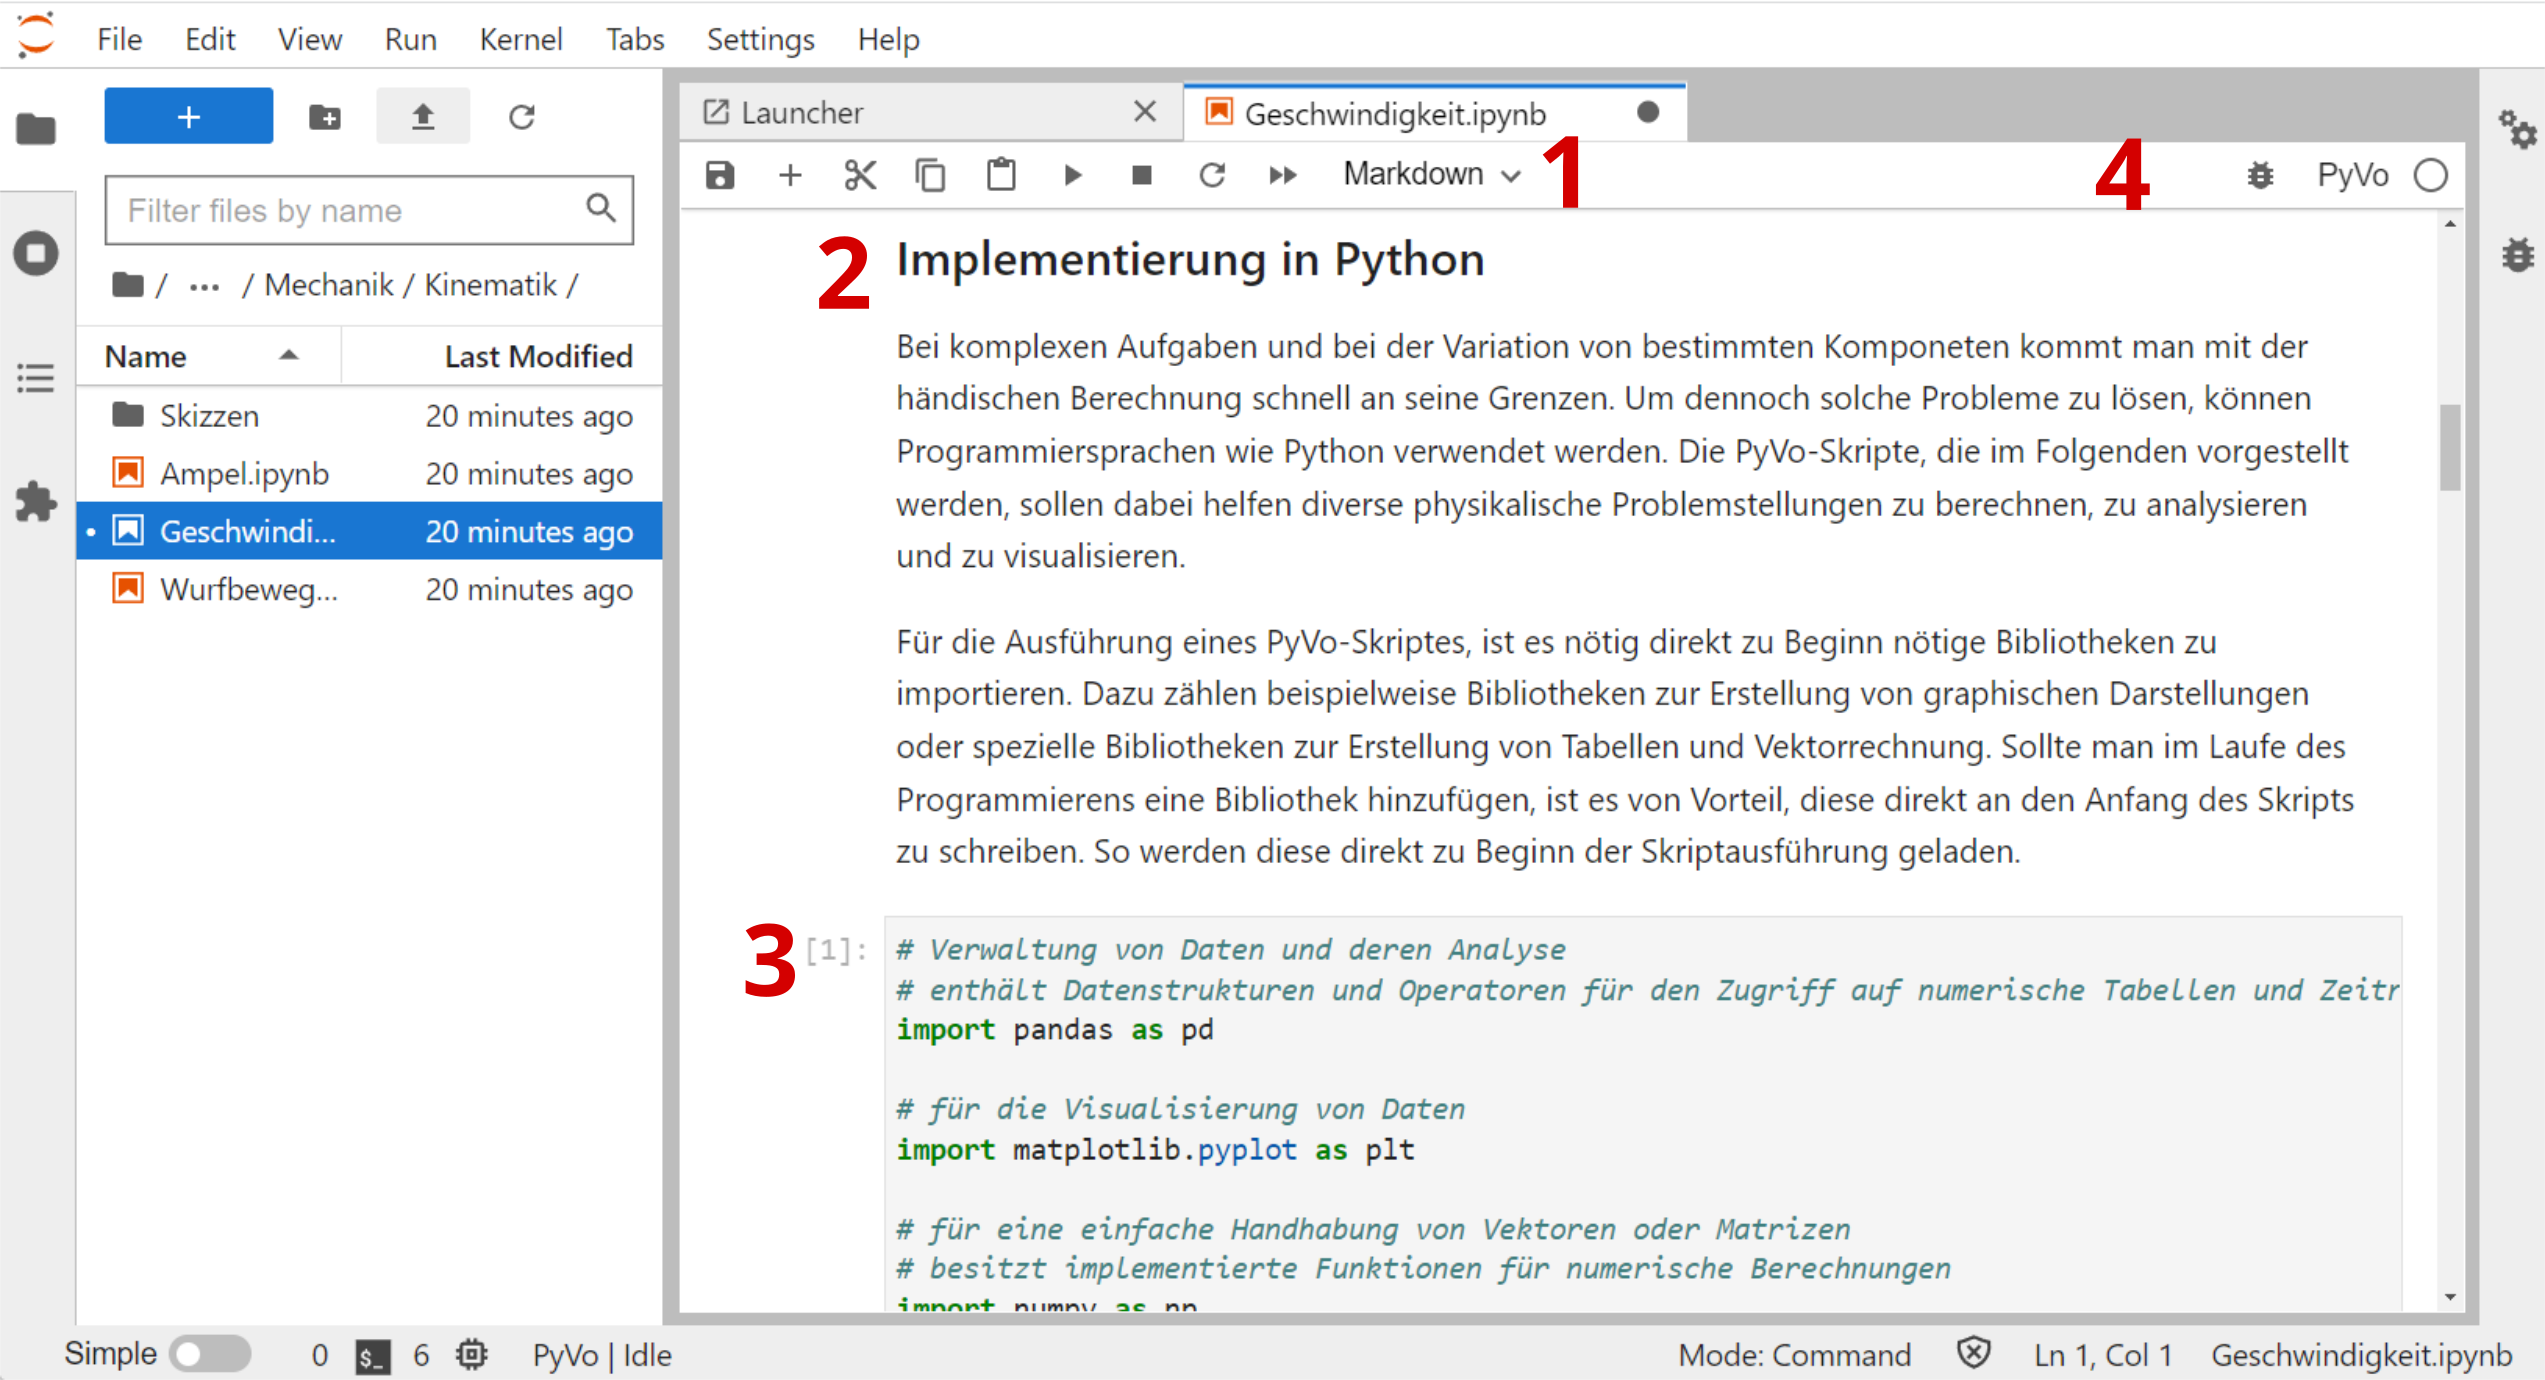 File Edit View Run Kernel Tabs Settings Help
+
Filter files by name
/ ... / Mechanik / Kinematik /
Name Last Modified
Skizzen 20 minutes ago
Ampel.ipynb 20 minutes ago
Geschwindi... 20 minutes ago
Wurfbeweg... 20 minutes ago
Launcher Geschwindigkeit.ipynb
Markdown 1 4 PyVo
2 Implementierung in Python
Bei komplexen Aufgaben und bei der Variation von bestimmten Komponeten kommt man mit der
händischen Berechnung schnell an seine Grenzen. Um dennoch solche Probleme zu lösen, können
Programmiersprachen wie Python verwendet werden. Die PyVo-Skripte, die im Folgenden vorgestellt
werden, sollen dabei helfen diverse physikalische Problemstellungen zu berechnen, zu analysieren
und zu visualisieren.
Für die Ausführung eines PyVo-Skriptes, ist es nötig direkt zu Beginn nötige Bibliotheken zu
importieren. Dazu zählen beispielweise Bibliotheken zur Erstellung von graphischen Darstellungen
oder spezielle Bibliotheken zur Erstellung von Tabellen und Vektorrechnung. Sollte man im Laufe des
Programmierens eine Bibliothek hinzufügen, ist es von Vorteil, diese direkt an den Anfang des Skripts
zu schreiben. So werden diese direkt zu Beginn der Skriptausführung geladen.
3 [1]: # Verwaltung von Daten und deren Analyse
# enthält Datenstrukturen und Operatoren für den Zugriff auf numerische Tabellen und Zeitr
import pandas as pd
# für die Visualisierung von Daten
import matplotlib.pyplot as plt
# für eine einfache Handhabung von Vektoren oder Matrizen
# besitzt implementierte Funktionen für numerische Berechnungen
import numpy as np
Simple 0 $_ 6 PyVo | Idle Mode: Command Ln 1, Col 1 Geschwindigkeit.ipynb